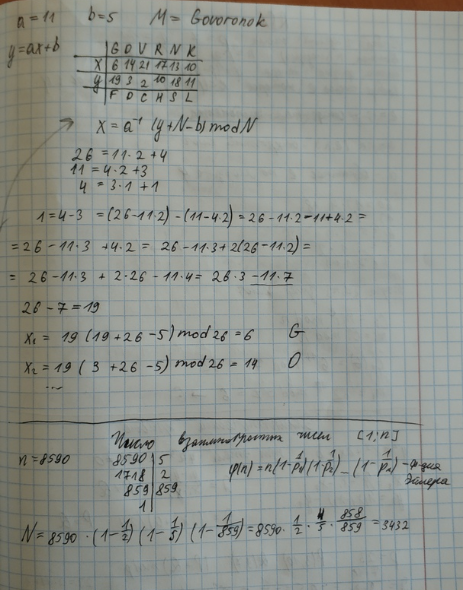 a = 11 b = 5 M = Govoronok
y = ax+b
G O V R N K
X 6 14 21 17 13 10
y 19 3 2 10 18 11
F D C H S L
X = a⁻¹ (y+N-b) mod N
26 = 11·2 + 4
11 = 4·2 + 3
4 = 3·1 + 1
1 = 4-3 = (26-11·2) - (11-4·2) = 26-11·2-11+4·2 =
= 26 - 11·3 + 4·2 = 26 - 11·3 + 2(26-11·2) =
= 26 - 11·3 + 2·26 - 11·4 = 26·3 - 11·7
26 - 7 = 19
X₁ = 19 (19 + 26 - 5) mod 26 = 6 G
X₂ = 19 (3 + 26 - 5) mod 26 = 14 O
...
Число взаимнопростых чисел [1; n]
n = 8590 8590 | 5
1718 | 2
859 | 859
1
φ(n) = n(1-1/p₁)(1-1/p₂)...(1-1/pₙ) - ф-ция Эйлера
N = 8590 · (1-1/2) (1-1/5) (1-1/859) = 8590 · 1/2 · 4/5 · 858/859 = 3432